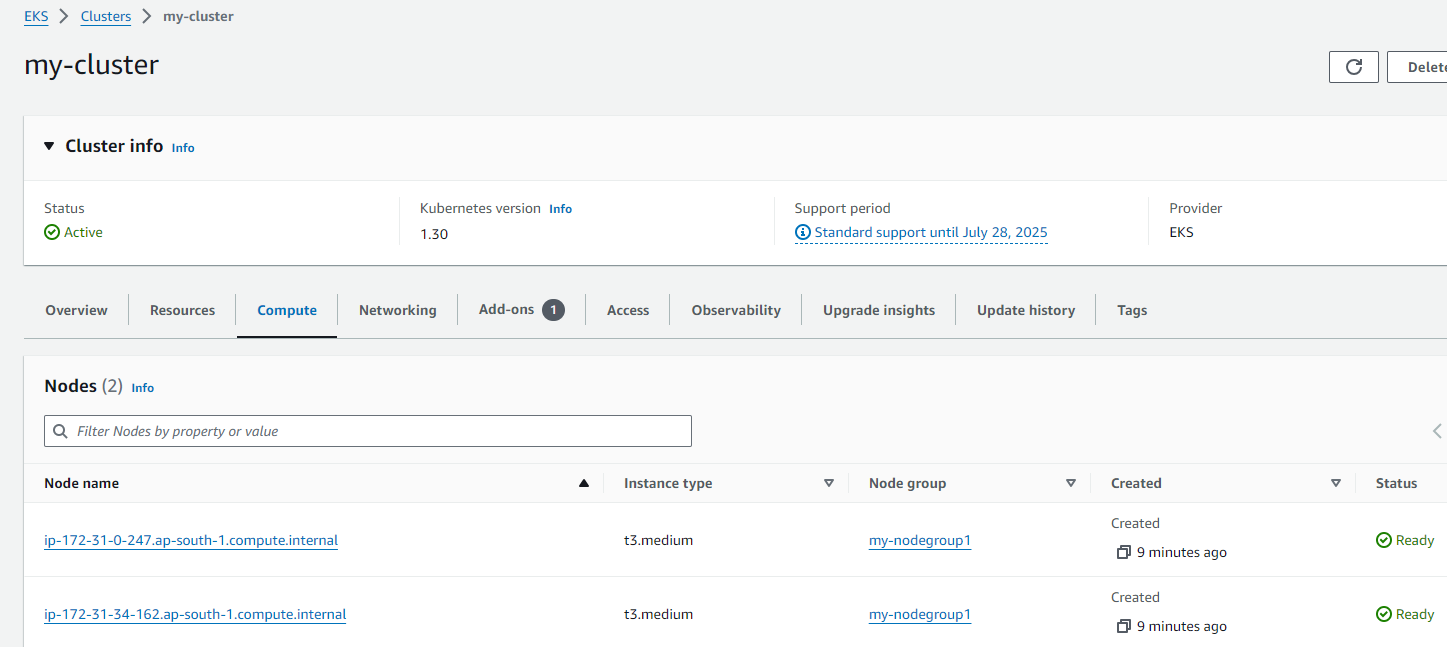 EKS Clusters my-cluster
my-cluster
Cluster info Info
Status Kubernetes version Info Support period Provider
Active 1.30 Standard support until July 28, 2025 EKS
Overview Resources Compute Networking Add-ons 1 Access Observability Upgrade insights Update history Tags
Nodes (2) Info
Filter Nodes by property or value
Node name Instance type Node group Created Status
Created
ip-172-31-0-247.ap-south-1.compute.internal t3.medium my-nodegroup1 9 minutes ago Ready
Created
ip-172-31-34-162.ap-south-1.compute.internal t3.medium my-nodegroup1 9 minutes ago Ready